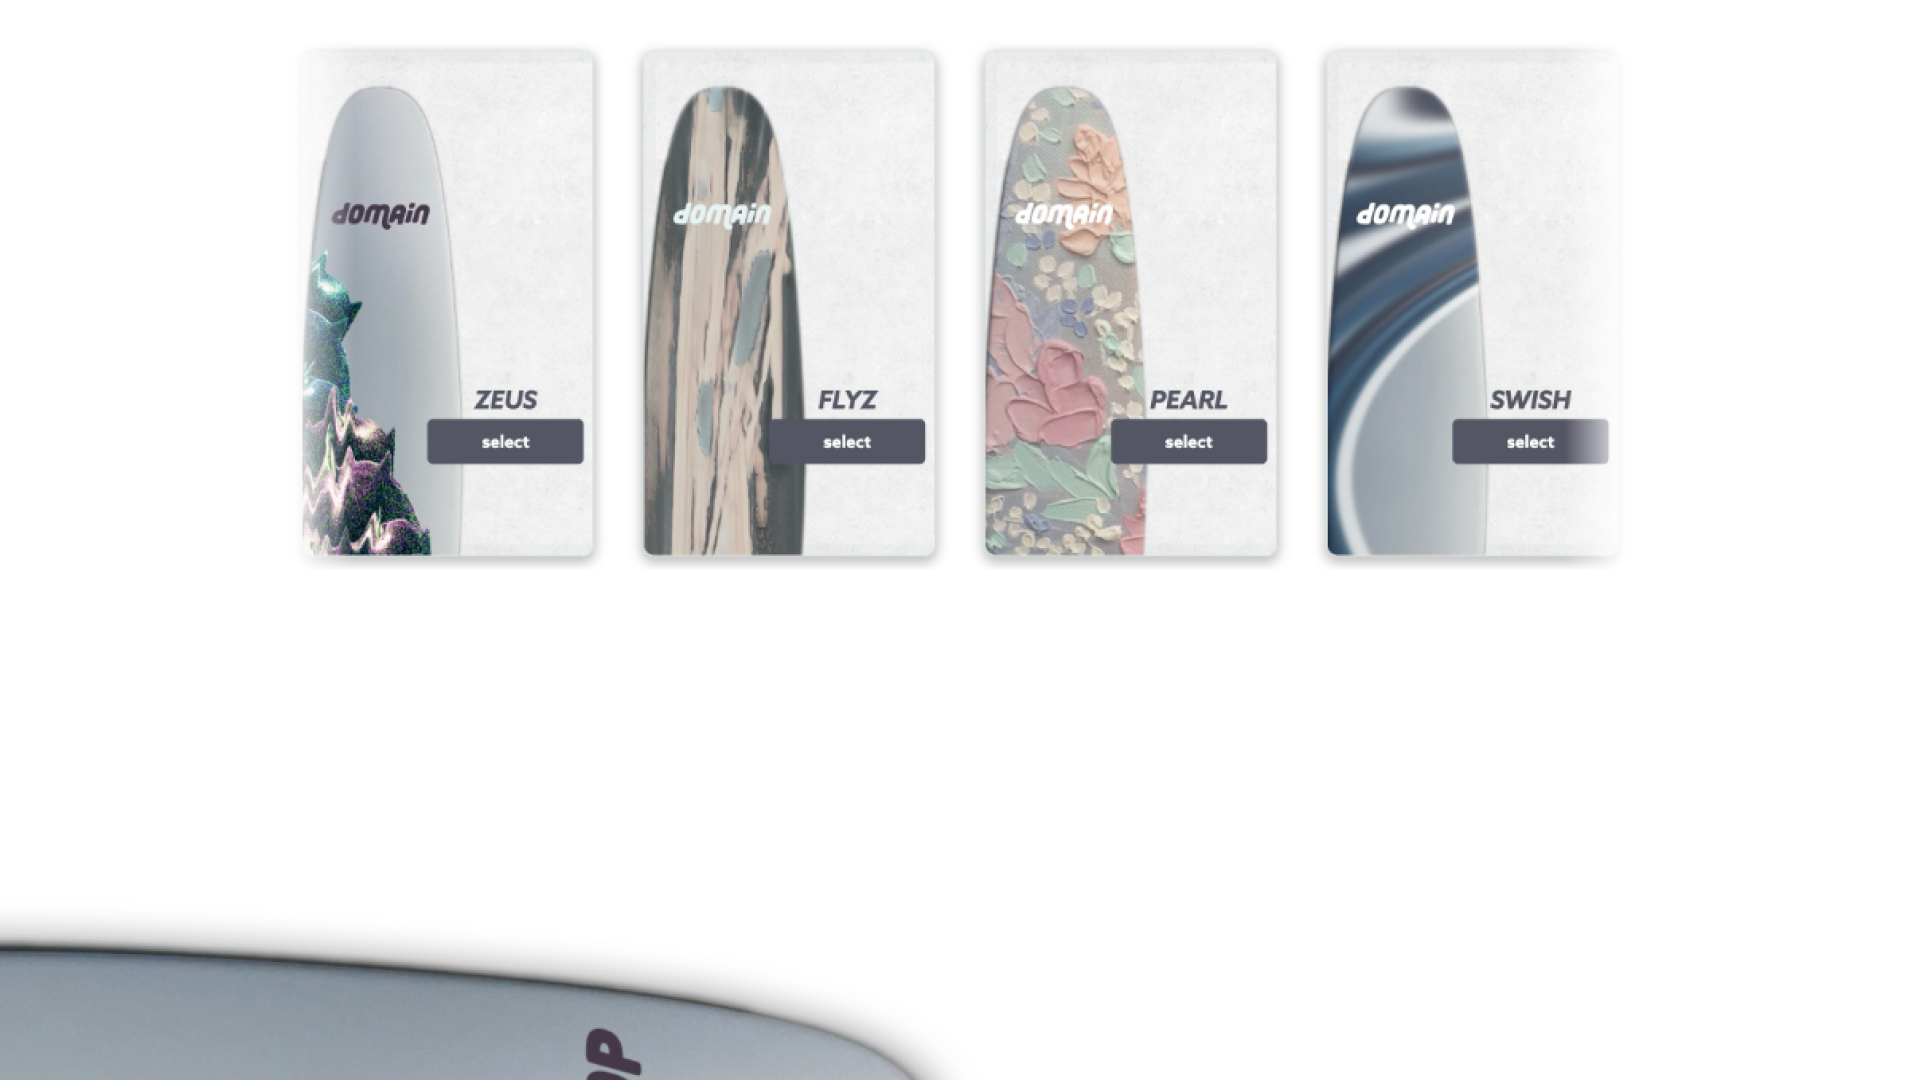 domain
ZEUS
select
domain
FLYZ
select
domain
PEARL
select
domain
SWISH
select